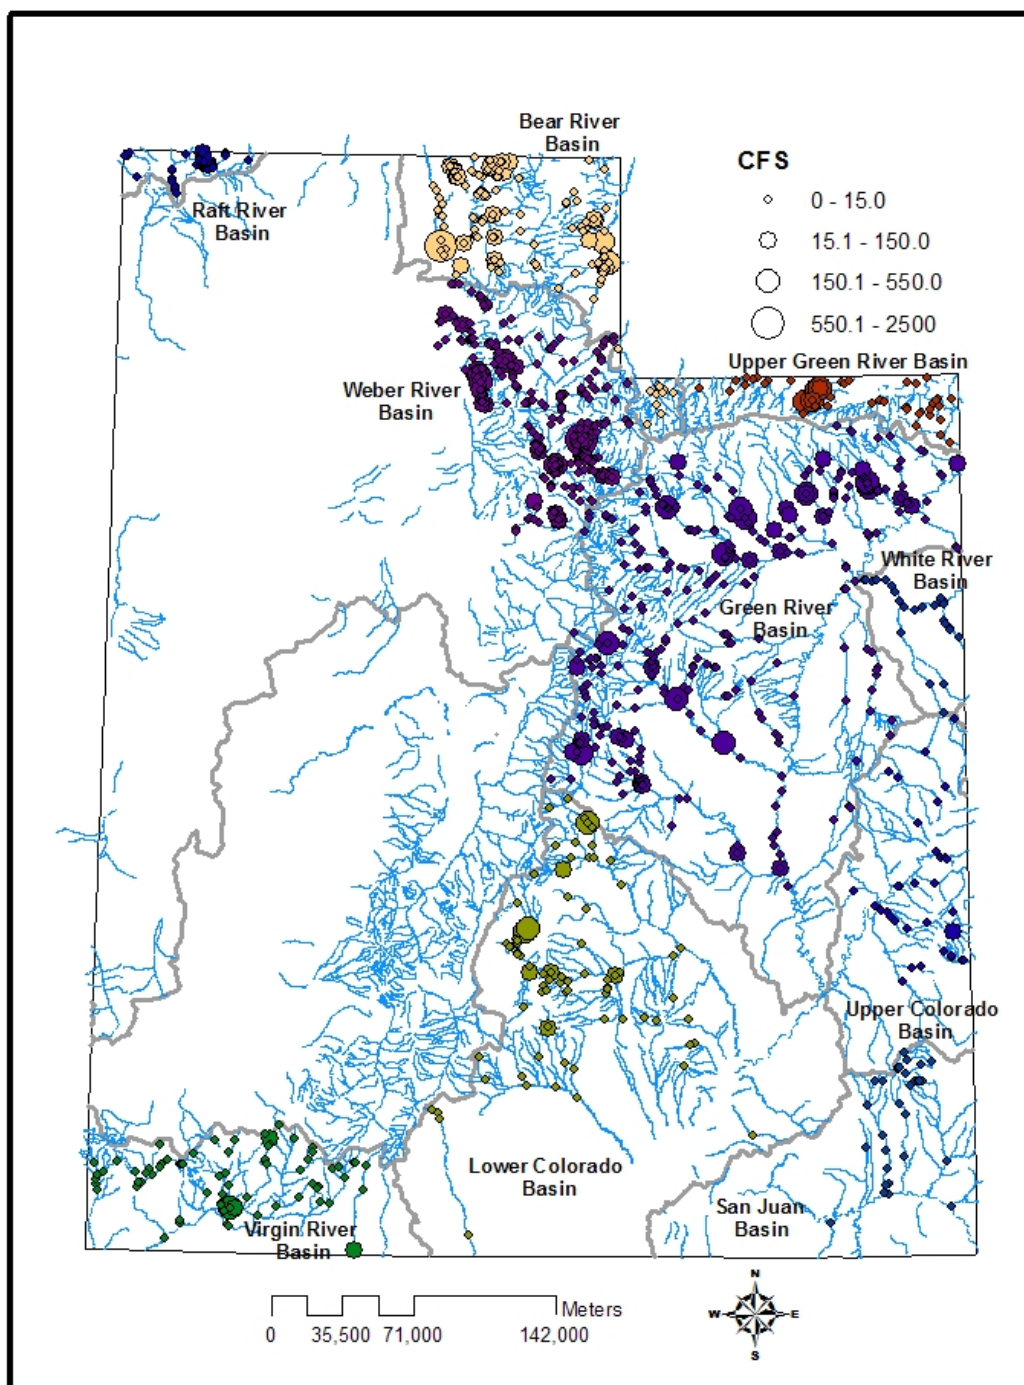 Bear River
Basin
CFS
0 - 15.0
15.1 - 150.0
150.1 - 550.0
550.1 - 2500
Raft River
Basin
Upper Green River Basin
Weber River
Basin
White River
Basin
Green River
Basin
Upper Colorado
Basin
Lower Colorado
Basin
San Juan
Basin
Virgin River
Basin
Meters
0 35,500 71,000 142,000
N
W E
S